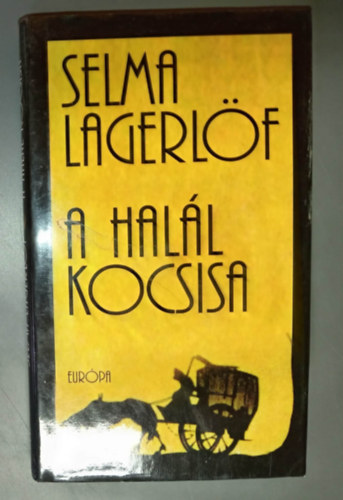 SELMA
LAGERLÖF
A HALÁL
KOCSISA
EURÓPA